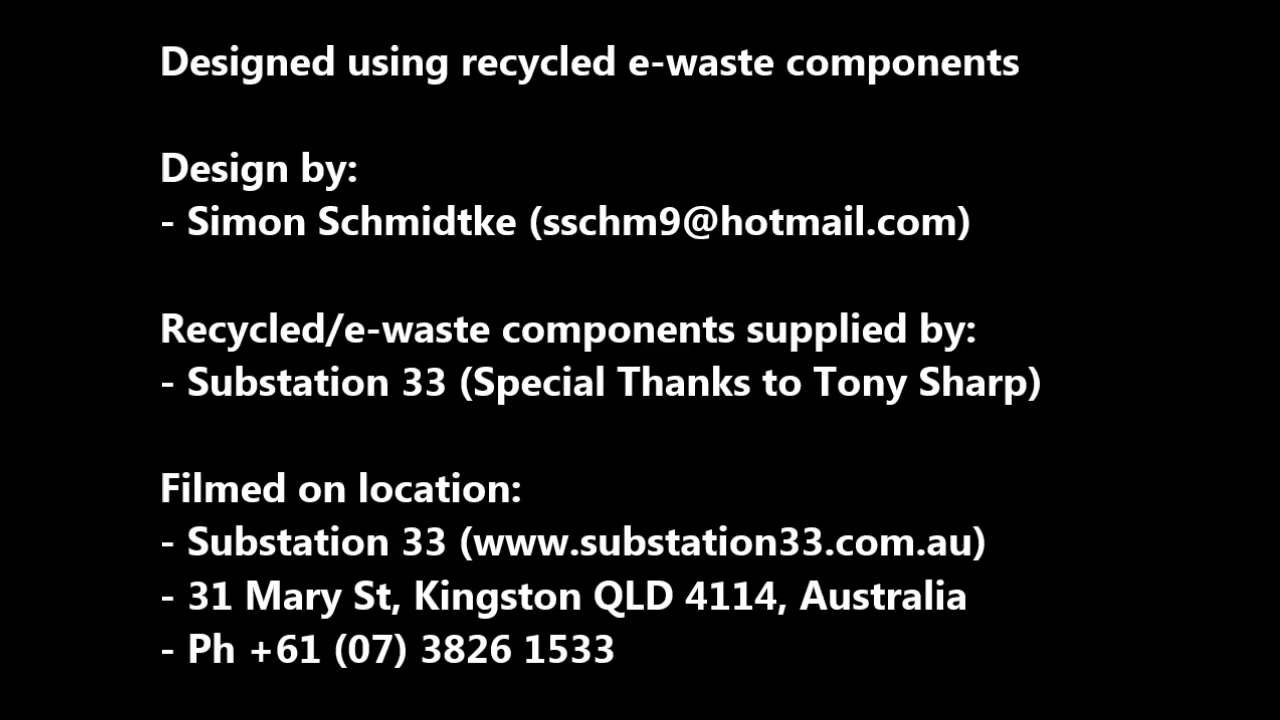 Designed using recycled e-waste components
Design by:
- Simon Schmidtke (sschm9@hotmail.com)
Recycled/e-waste components supplied by:
- Substation 33 (Special Thanks to Tony Sharp)
Filmed on location:
- Substation 33 (www.substation33.com.au)
- 31 Mary St, Kingston QLD 4114, Australia
- Ph +61 (07) 3826 1533